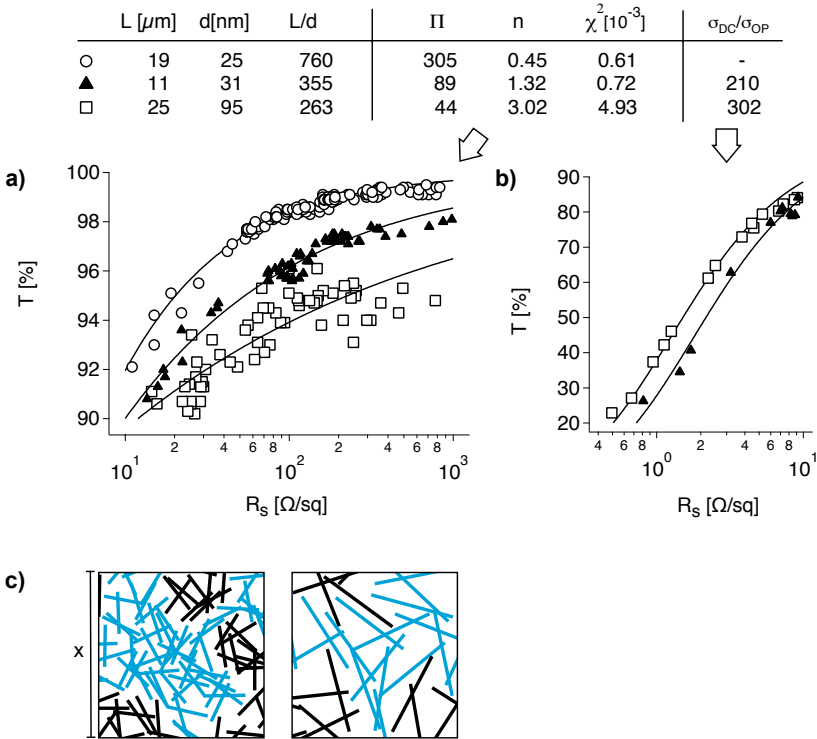 L [µm] d[nm] L/d Π n χ² [10⁻³] σDC/σOP
19 25 760 305 0.45 0.61 -
11 31 355 89 1.32 0.72 210
25 95 263 44 3.02 4.93 302
a)
100
98
96
94
92
90
T [%]
10¹ 2 4 6 8 10² 2 4 6 8 10³
Rs [Ω/sq]
b)
90
80
70
60
50
40
30
20
T [%]
4 6 8 10⁰ 2 4 6 8 10¹
Rs [Ω/sq]
c)
x